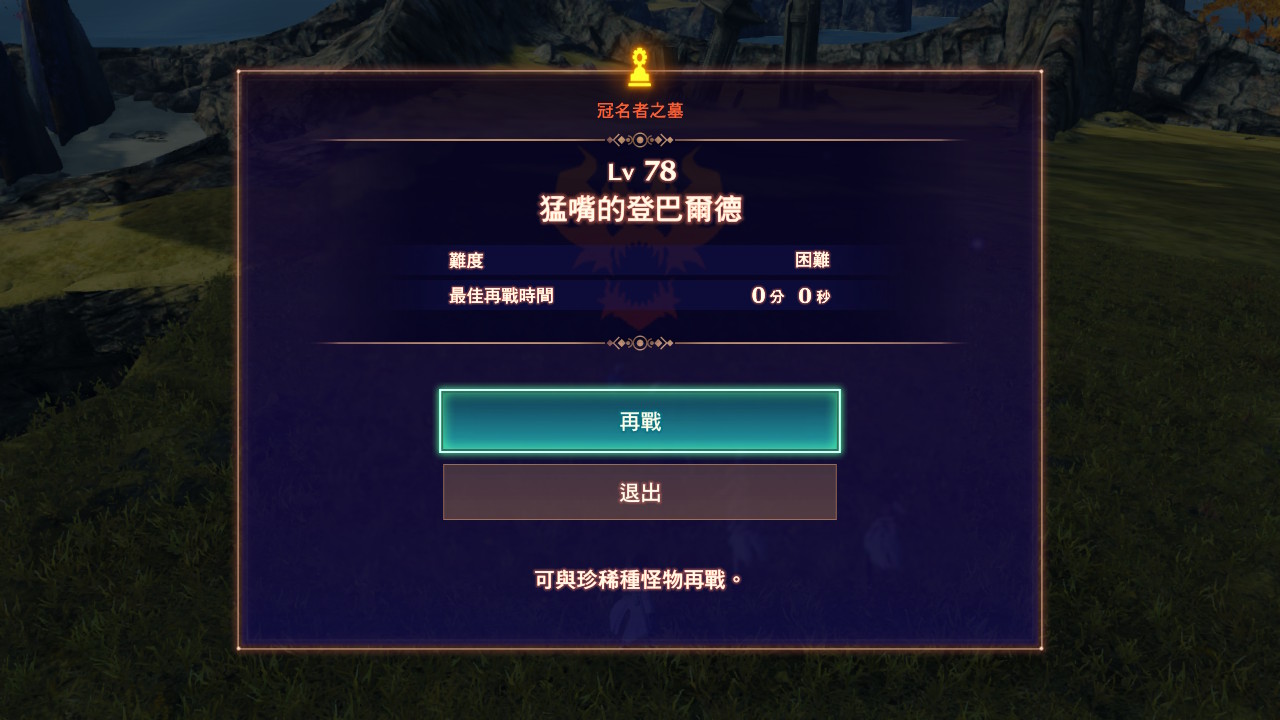 冠名者之墓
Lv 78
猛嘴的登巴爾德
難度 困難
最佳再戰時間 0分 0秒
再戰
退出
可與珍稀種怪物再戰。